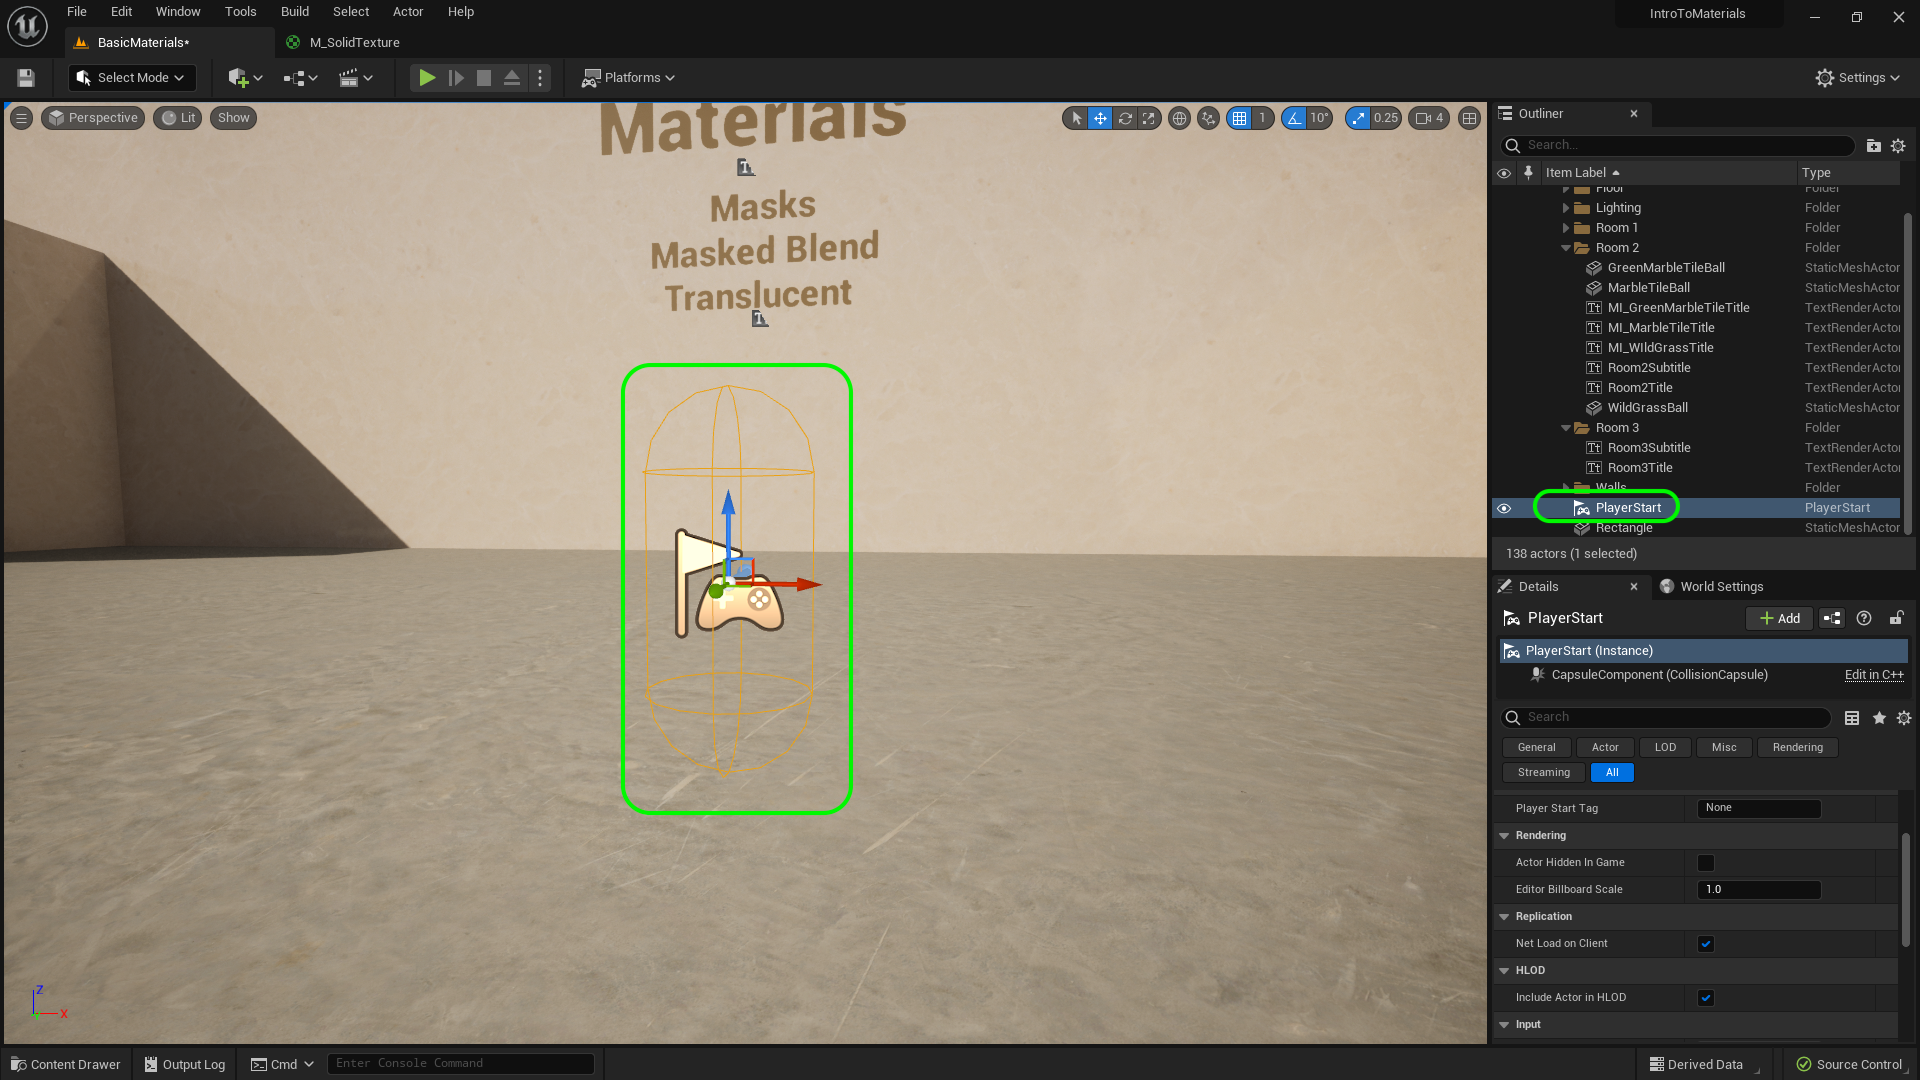 File Edit Window Tools Build Select Actor Help
IntroToMaterials
BasicMaterials*
M_SolidTexture
Select Mode
Platforms
Settings
Perspective
Lit
Show
1
10°
0.25
4
Materials
Masks
Masked Blend
Translucent
Z
X
Outliner
Search...
Item Label Type
Floor Folder
Lighting Folder
Room 1 Folder
Room 2 Folder
GreenMarbleTileBall StaticMeshActor
MarbleTileBall StaticMeshActor
MI_GreenMarbleTileTitle TextRenderActor
MI_MarbleTileTitle TextRenderActor
MI_WIldGrassTitle TextRenderActor
Room2Subtitle TextRenderActor
Room2Title TextRenderActor
WildGrassBall StaticMeshActor
Room 3 Folder
Room3Subtitle TextRenderActor
Room3Title TextRenderActor
Walls Folder
PlayerStart PlayerStart
Rectangle StaticMeshActor
138 actors (1 selected)
Details
World Settings
PlayerStart
Add
PlayerStart (Instance)
CapsuleComponent (CollisionCapsule) Edit in C++
Search
General Actor LOD Misc Rendering
Streaming All
Player Start Tag None
Rendering
Actor Hidden In Game
Editor Billboard Scale 1.0
Replication
Net Load on Client
HLOD
Include Actor in HLOD
Input
Content Drawer
Output Log
Cmd
Enter Console Command
Derived Data
Source Control